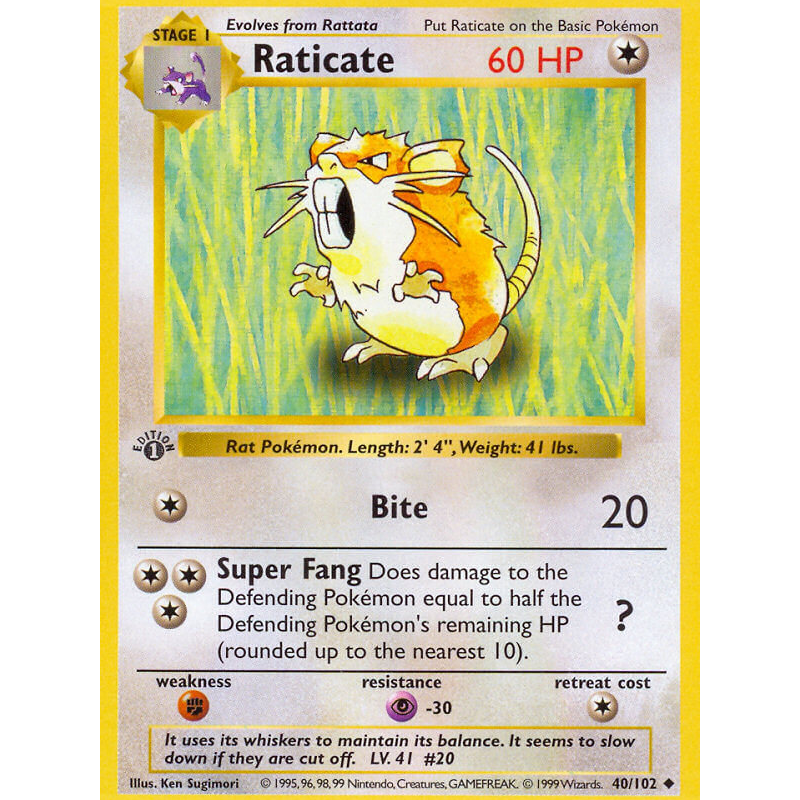 Evolves from Rattata Put Raticate on the Basic Pokémon
STAGE 1
Raticate 60 HP
EDITION
1
Rat Pokémon. Length: 2' 4", Weight: 41 lbs.
Bite 20
Super Fang Does damage to the
Defending Pokémon equal to half the
Defending Pokémon's remaining HP
(rounded up to the nearest 10).
?
weakness resistance retreat cost
-30
It uses its whiskers to maintain its balance. It seems to slow
down if they are cut off. LV. 41 #20
Illus. Ken Sugimori © 1995, 96, 98, 99 Nintendo, Creatures, GAMEFREAK. © 1999 Wizards. 40/102